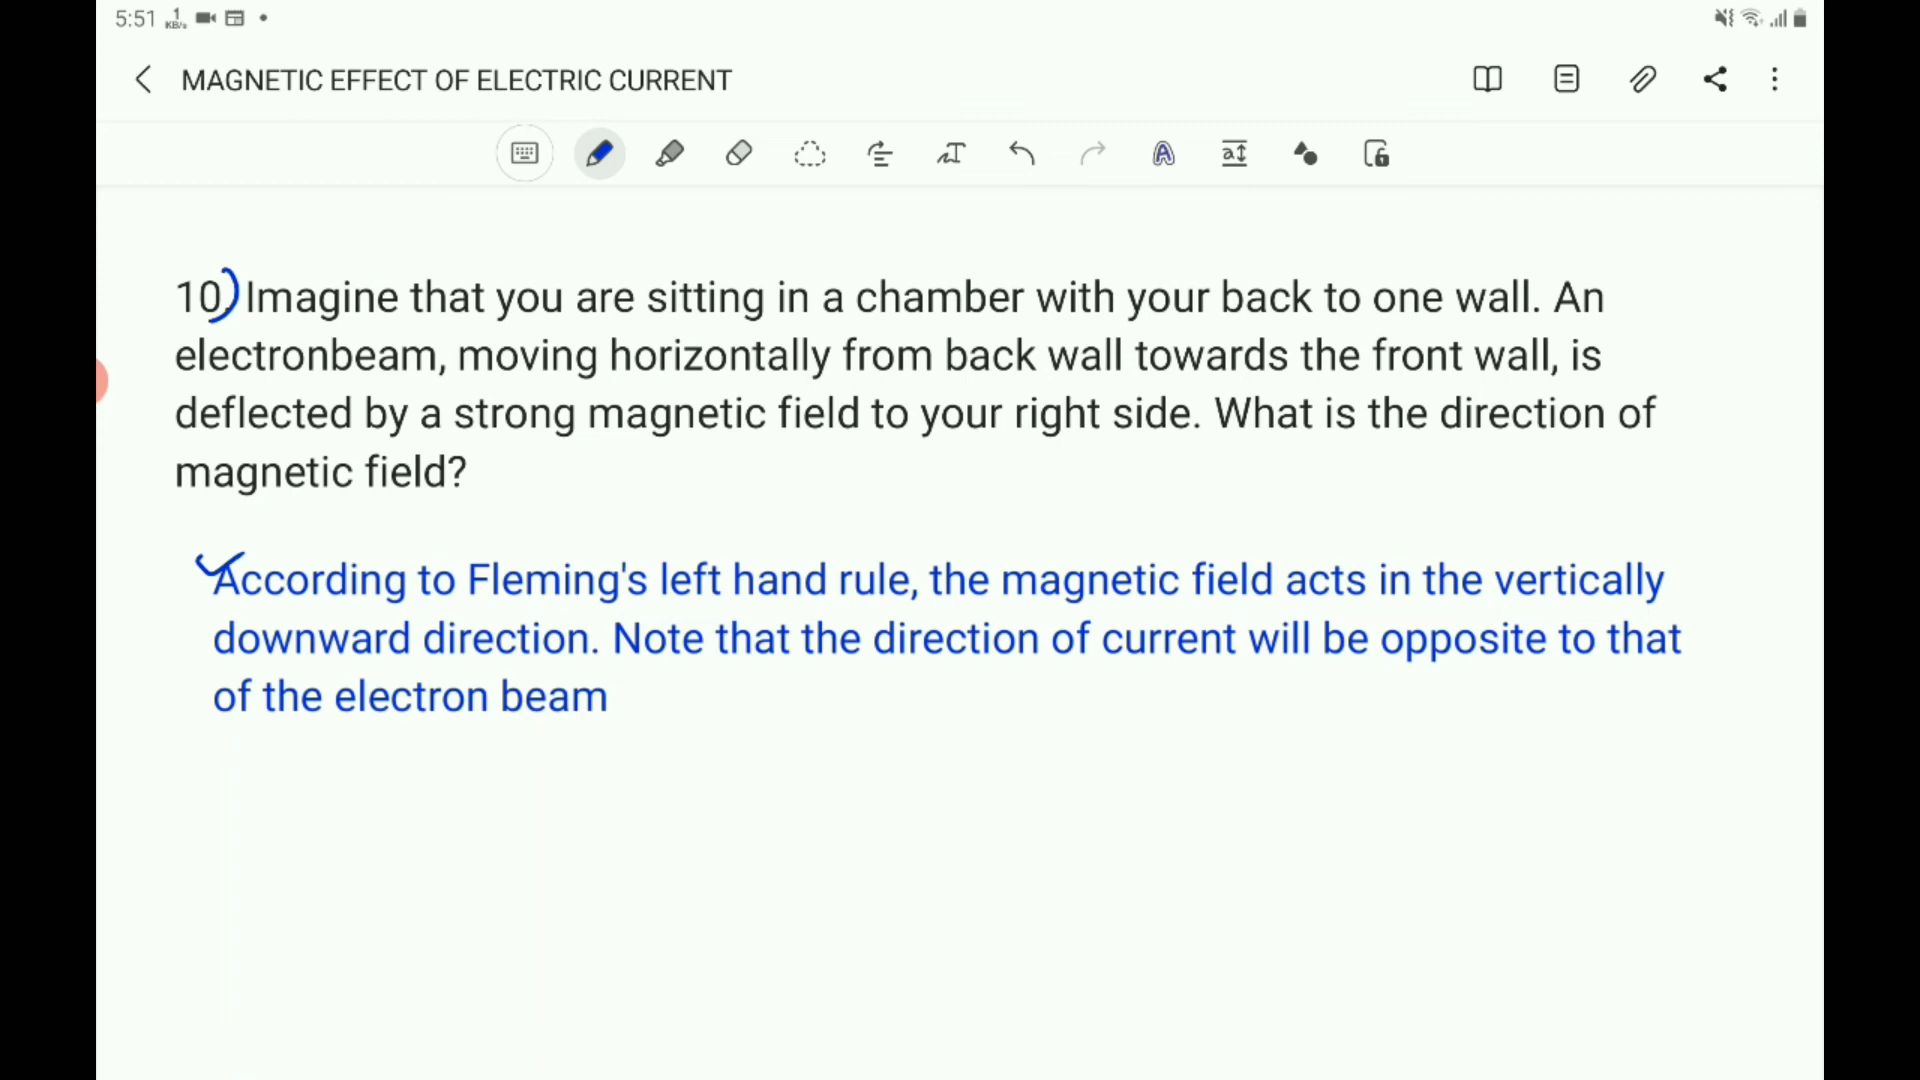 5:51 1 KB/s
MAGNETIC EFFECT OF ELECTRIC CURRENT
10) Imagine that you are sitting in a chamber with your back to one wall. An
electronbeam, moving horizontally from back wall towards the front wall, is
deflected by a strong magnetic field to your right side. What is the direction of
magnetic field?
According to Fleming's left hand rule, the magnetic field acts in the vertically
downward direction. Note that the direction of current will be opposite to that
of the electron beam